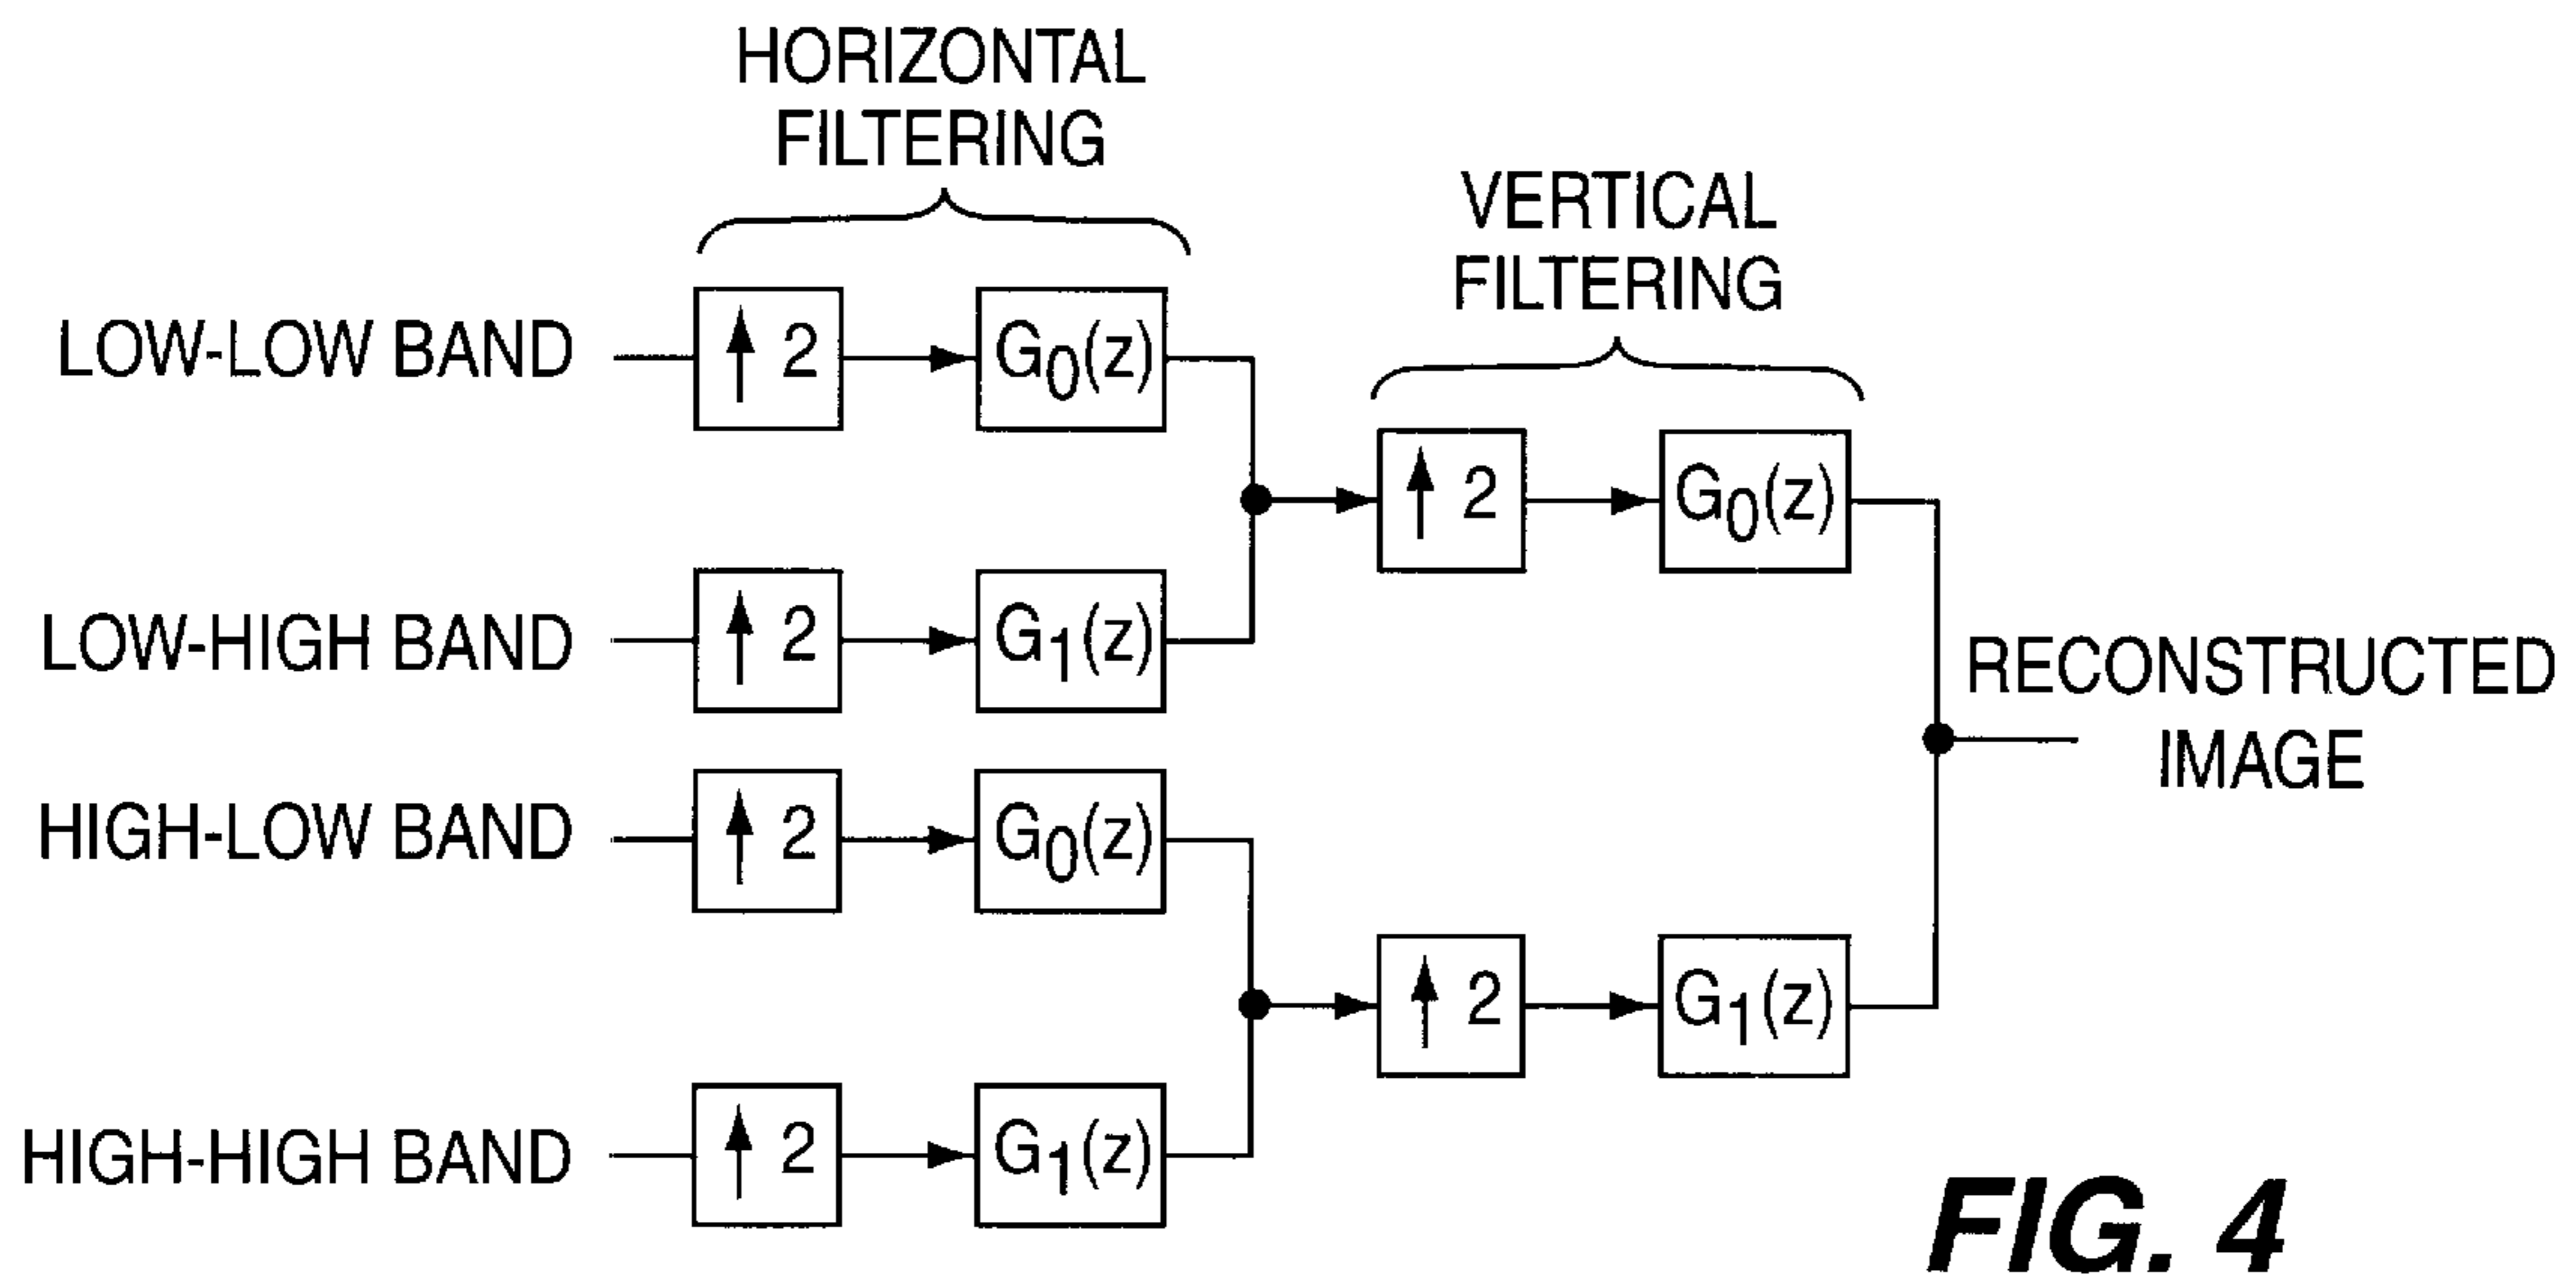 HORIZONTAL
FILTERING
VERTICAL
FILTERING
LOW-LOW BAND
↑ 2
G₀(z)
↑ 2
G₀(z)
LOW-HIGH BAND
↑ 2
G₁(z)
RECONSTRUCTED
IMAGE
HIGH-LOW BAND
↑ 2
G₀(z)
↑ 2
G₁(z)
HIGH-HIGH BAND
↑ 2
G₁(z)
FIG. 4